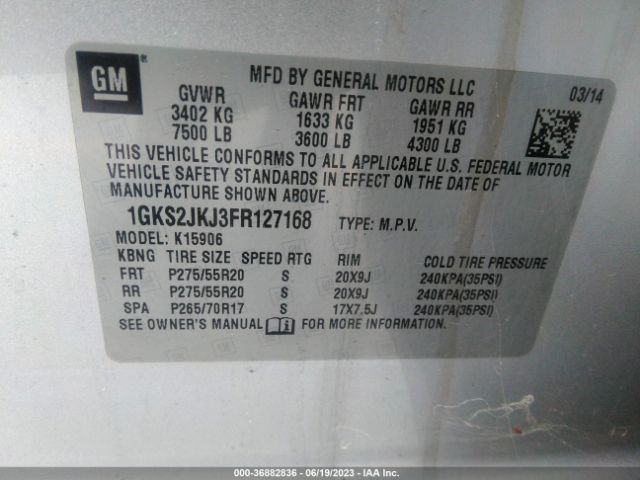 GM
MFD BY GENERAL MOTORS LLC
03/14
GVWR GAWR FRT GAWR RR
3402 KG 1633 KG 1951 KG
7500 LB 3600 LB 4300 LB
THIS VEHICLE CONFORMS TO ALL APPLICABLE U.S. FEDERAL MOTOR
VEHICLE SAFETY STANDARDS IN EFFECT ON THE DATE OF
MANUFACTURE SHOWN ABOVE.
1GKS2JKJ3FR127168 TYPE: M.P.V.
MODEL: K15906
KBNG TIRE SIZE SPEED RTG RIM COLD TIRE PRESSURE
FRT P275/55R20 S 20X9J 240KPA(35PSI)
RR P275/55R20 S 20X9J 240KPA(35PSI)
SPA P265/70R17 S 17X7.5J 240KPA(35PSI)
SEE OWNER'S MANUAL FOR MORE INFORMATION.
000-36882836 - 06/19/2023 - IAA Inc.